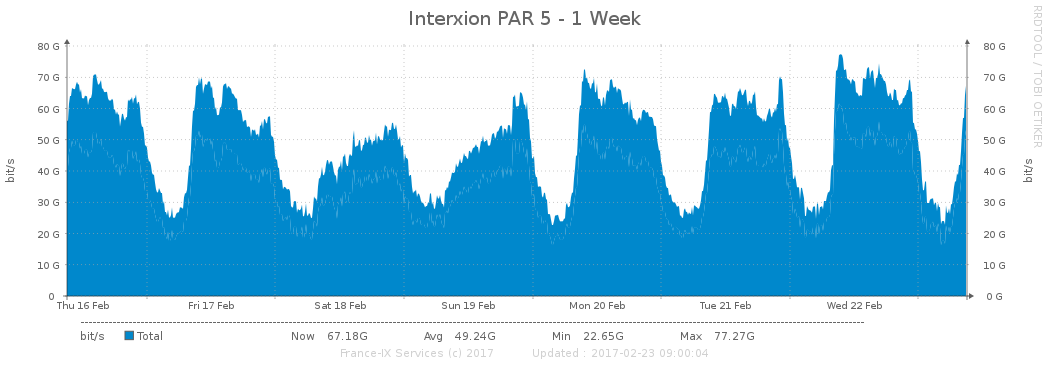 Interxion PAR 5 - 1 Week
RRDTOOL / TOBI OETIKER
bit/s
80 G
70 G
60 G
50 G
40 G
30 G
20 G
10 G
0
80 G
70 G
60 G
50 G
40 G
30 G
20 G
10 G
0 G
bit/s
Thu 16 Feb Fri 17 Feb Sat 18 Feb Sun 19 Feb Mon 20 Feb Tue 21 Feb Wed 22 Feb
bit/s Total Now 67.18G Avg 49.24G Min 22.65G Max 77.27G
France-IX Services (c) 2017 Updated : 2017-02-23 09:00:04